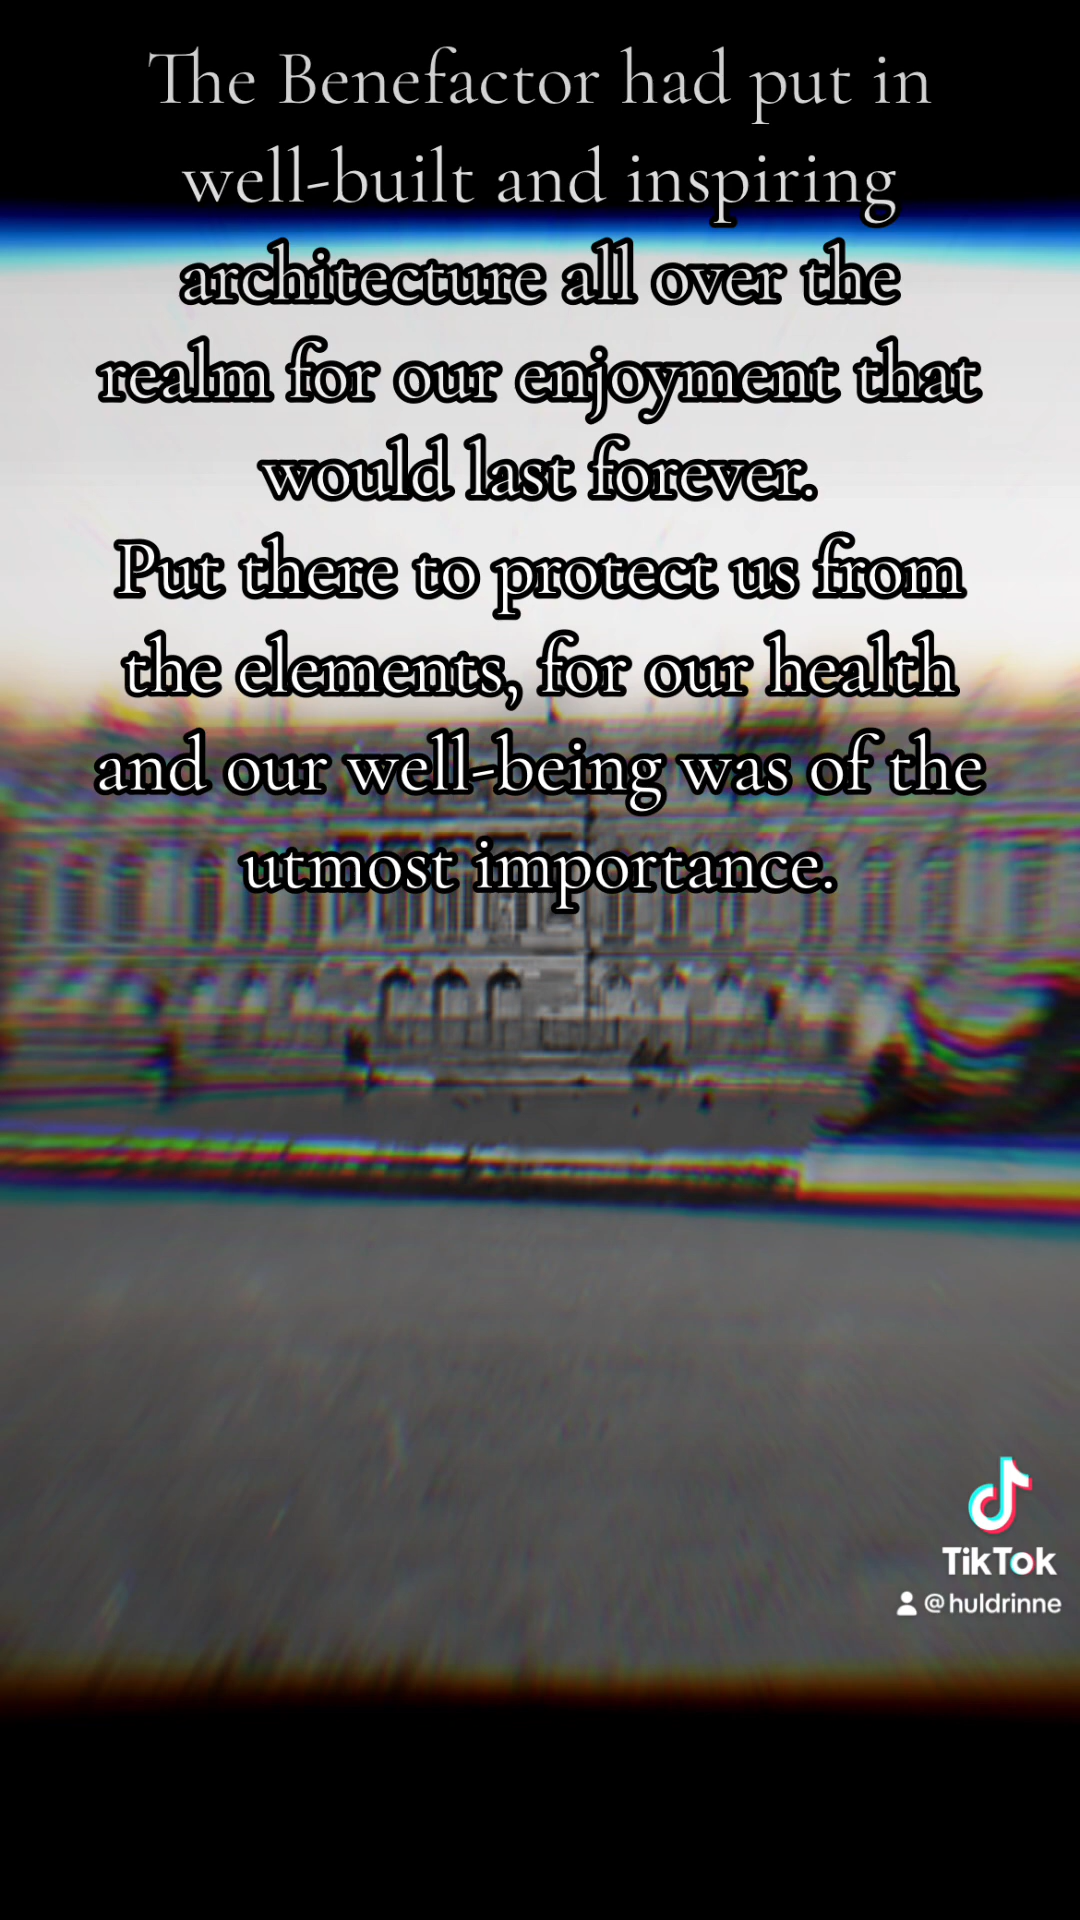 The Benefactor had put in
well-built and inspiring
architecture all over the
realm for our enjoyment that
would last forever.
Put there to protect us from
the elements, for our health
and our well-being was of the
utmost importance.
TikTok
@huldrinne